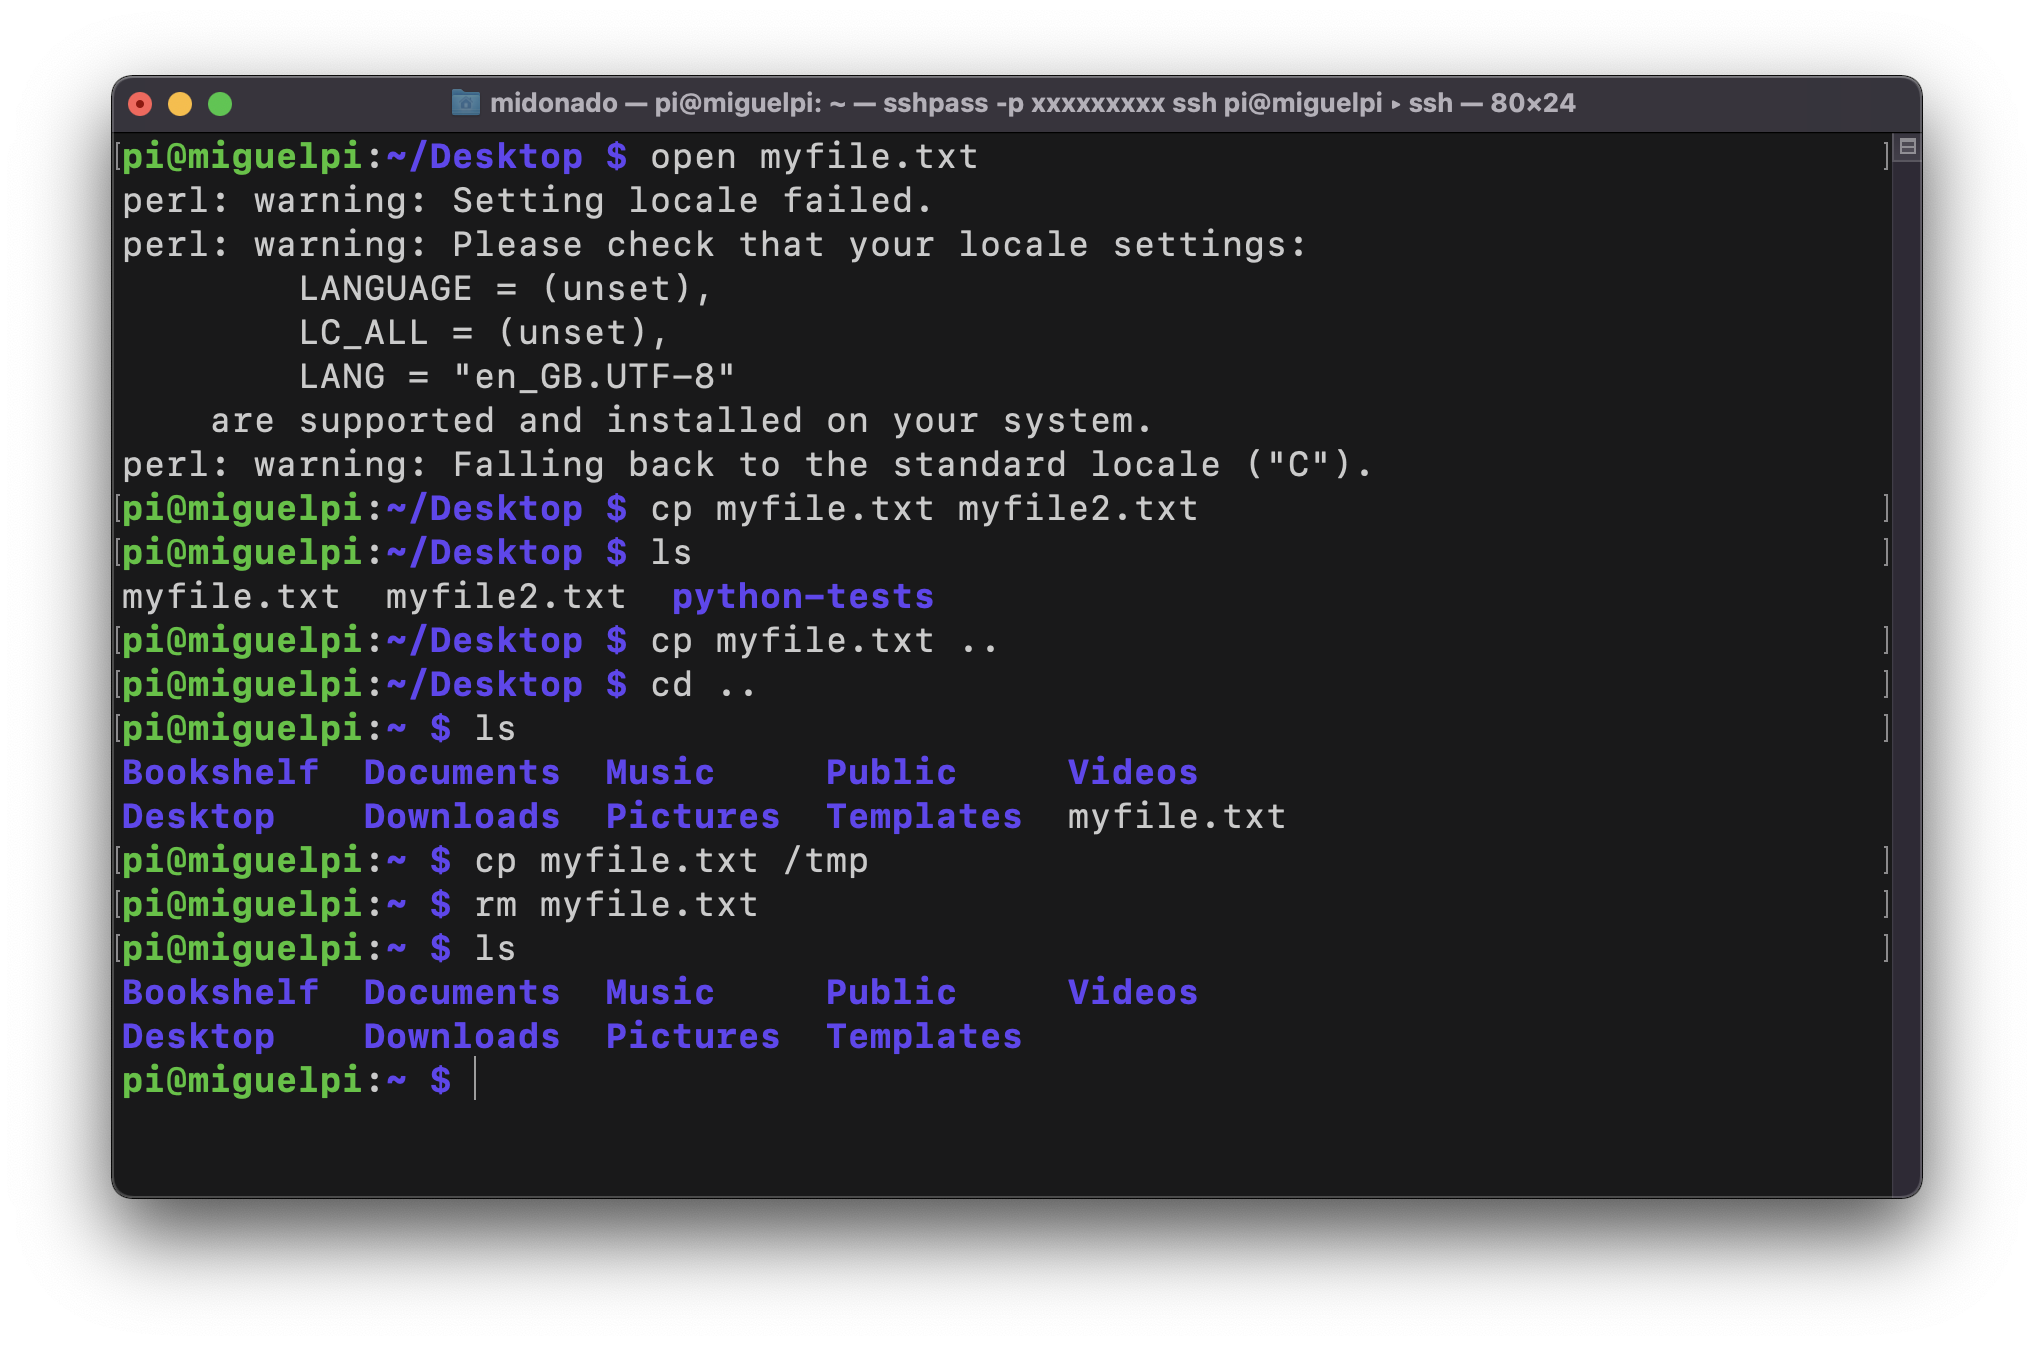 midonado — pi@miguelpi: ~ — sshpass -p xxxxxxxxx ssh pi@miguelpi ▸ ssh — 80×24
[pi@miguelpi:~/Desktop $ open myfile.txt ]
perl: warning: Setting locale failed.
perl: warning: Please check that your locale settings:
        LANGUAGE = (unset),
        LC_ALL = (unset),
        LANG = "en_GB.UTF-8"
    are supported and installed on your system.
perl: warning: Falling back to the standard locale ("C").
[pi@miguelpi:~/Desktop $ cp myfile.txt myfile2.txt ]
[pi@miguelpi:~/Desktop $ ls ]
myfile.txt  myfile2.txt  python-tests
[pi@miguelpi:~/Desktop $ cp myfile.txt .. ]
[pi@miguelpi:~/Desktop $ cd .. ]
[pi@miguelpi:~ $ ls ]
Bookshelf  Documents  Music     Public     Videos
Desktop    Downloads  Pictures  Templates  myfile.txt
[pi@miguelpi:~ $ cp myfile.txt /tmp ]
[pi@miguelpi:~ $ rm myfile.txt ]
[pi@miguelpi:~ $ ls ]
Bookshelf  Documents  Music     Public     Videos
Desktop    Downloads  Pictures  Templates
pi@miguelpi:~ $